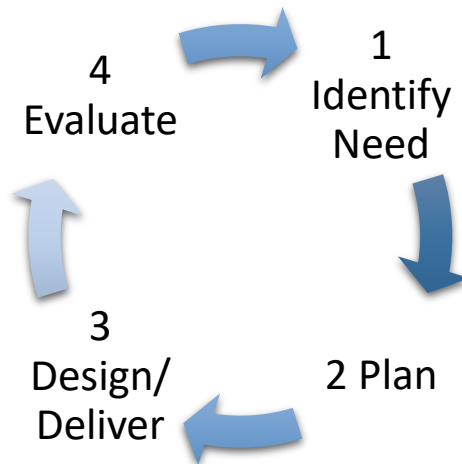 1
Identify
Need
2 Plan
3
Design/
Deliver
4
Evaluate